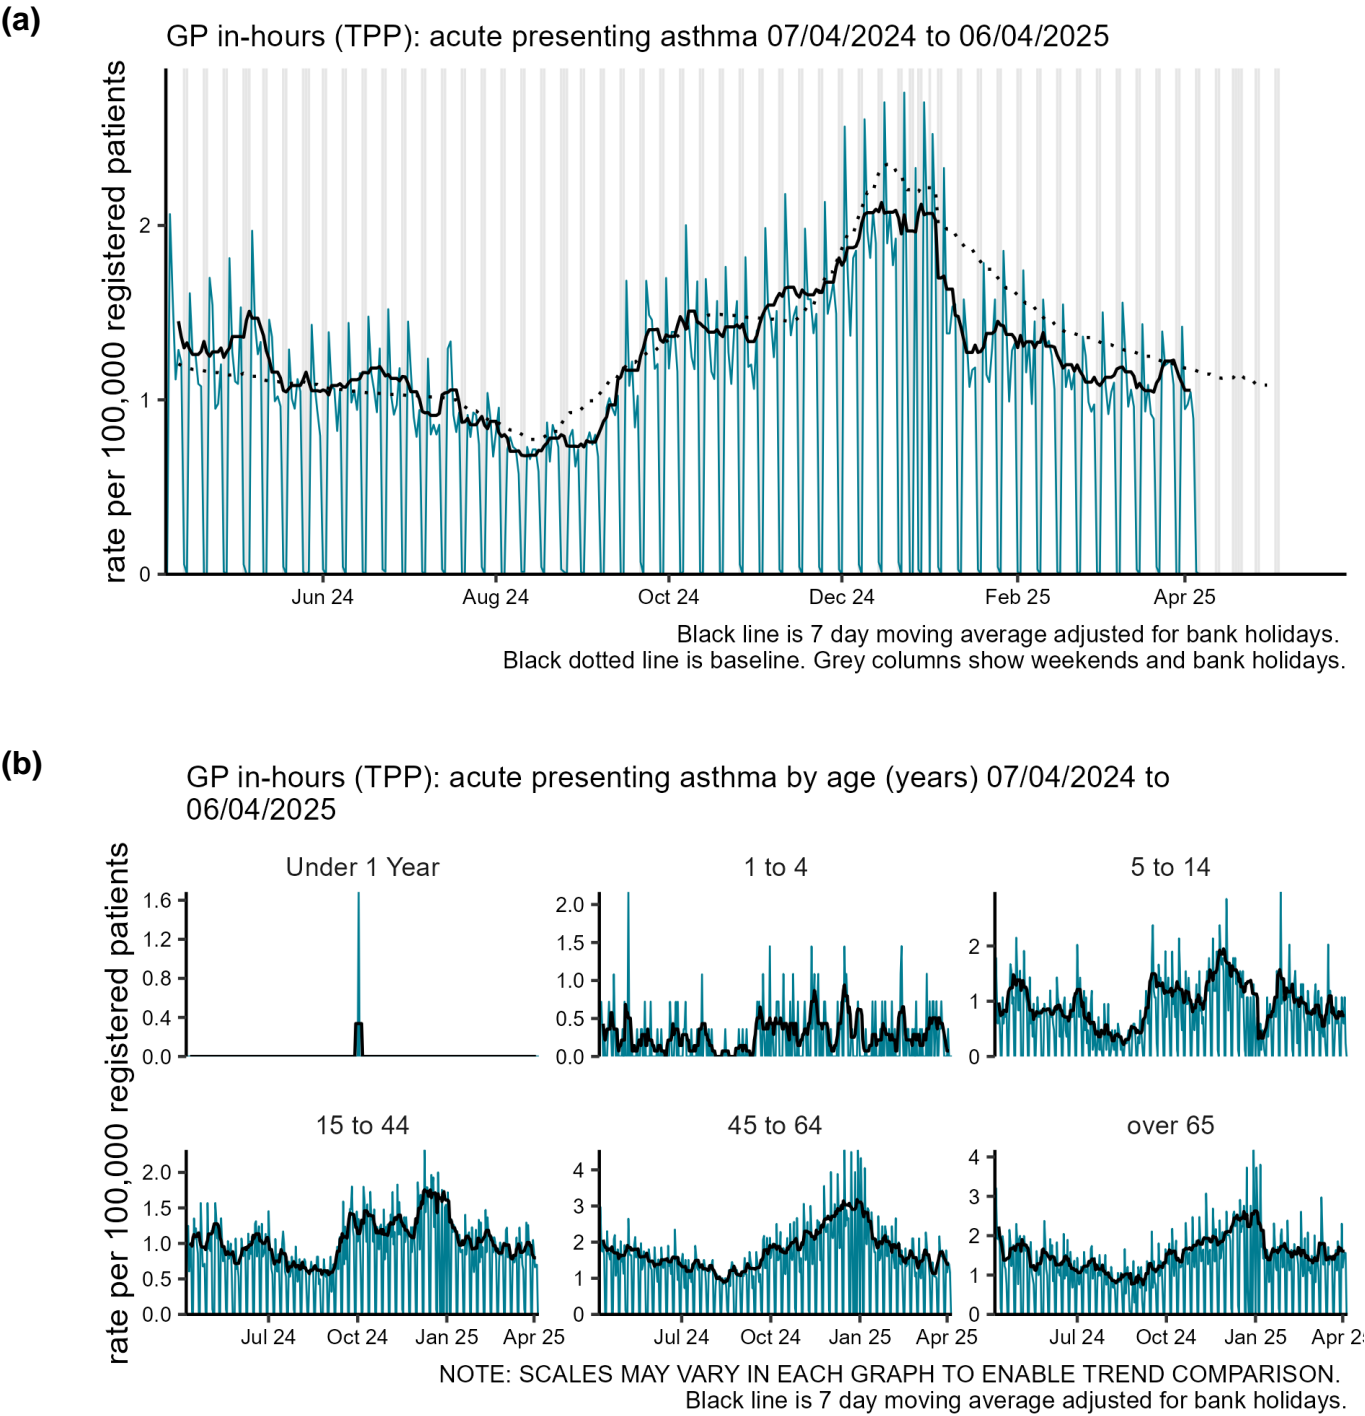 (a)
GP in-hours (TPP): acute presenting asthma 07/04/2024 to 06/04/2025
rate per 100,000 registered patients
2
1
0
Jun 24
Aug 24
Oct 24
Dec 24
Feb 25
Apr 25
Black line is 7 day moving average adjusted for bank holidays.
Black dotted line is baseline. Grey columns show weekends and bank holidays.
(b)
GP in-hours (TPP): acute presenting asthma by age (years) 07/04/2024 to
06/04/2025
rate per 100,000 registered patients
Under 1 Year
1.6
1.2
0.8
0.4
0.0
1 to 4
2.0
1.5
1.0
0.5
0.0
5 to 14
2
1
0
15 to 44
2.0
1.5
1.0
0.5
0.0
Jul 24
Oct 24
Jan 25
Apr 25
45 to 64
4
3
2
1
0
Jul 24
Oct 24
Jan 25
Apr 25
over 65
4
3
2
1
0
Jul 24
Oct 24
Jan 25
Apr 2
NOTE: SCALES MAY VARY IN EACH GRAPH TO ENABLE TREND COMPARISON.
Black line is 7 day moving average adjusted for bank holidays.